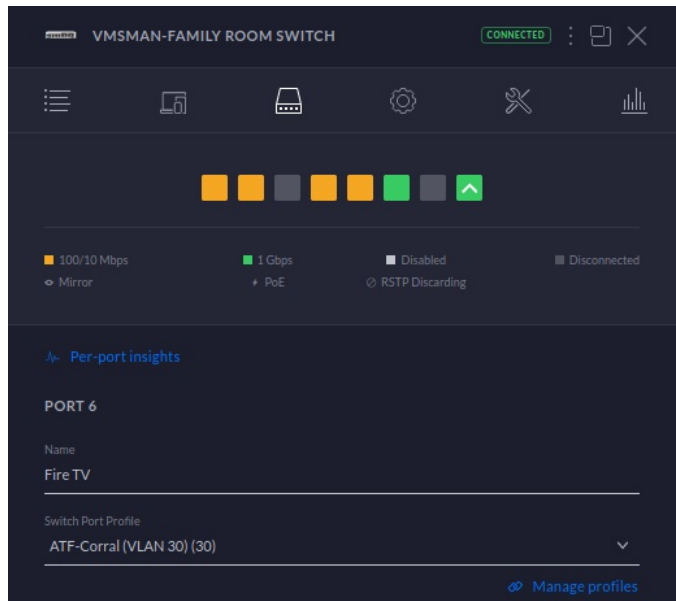 VMSMAN-FAMILY ROOM SWITCH CONNECTED
100/10 Mbps 1 Gbps Disabled Disconnected
Mirror PoE RSTP Discarding
Per-port insights
PORT 6
Name
Fire TV
Switch Port Profile
ATF-Corral (VLAN 30) (30)
Manage profiles